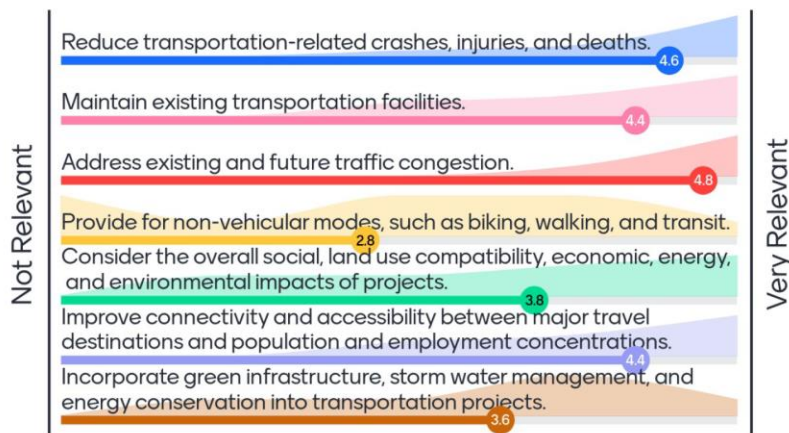 Not Relevant
Reduce transportation-related crashes, injuries, and deaths.
4.6
Maintain existing transportation facilities.
4.4
Address existing and future traffic congestion.
4.8
Provide for non-vehicular modes, such as biking, walking, and transit.
2.8
Consider the overall social, land use compatibility, economic, energy,
and environmental impacts of projects.
3.8
Improve connectivity and accessibility between major travel
destinations and population and employment concentrations.
4.4
Incorporate green infrastructure, storm water management, and
energy conservation into transportation projects.
3.6
Very Relevant